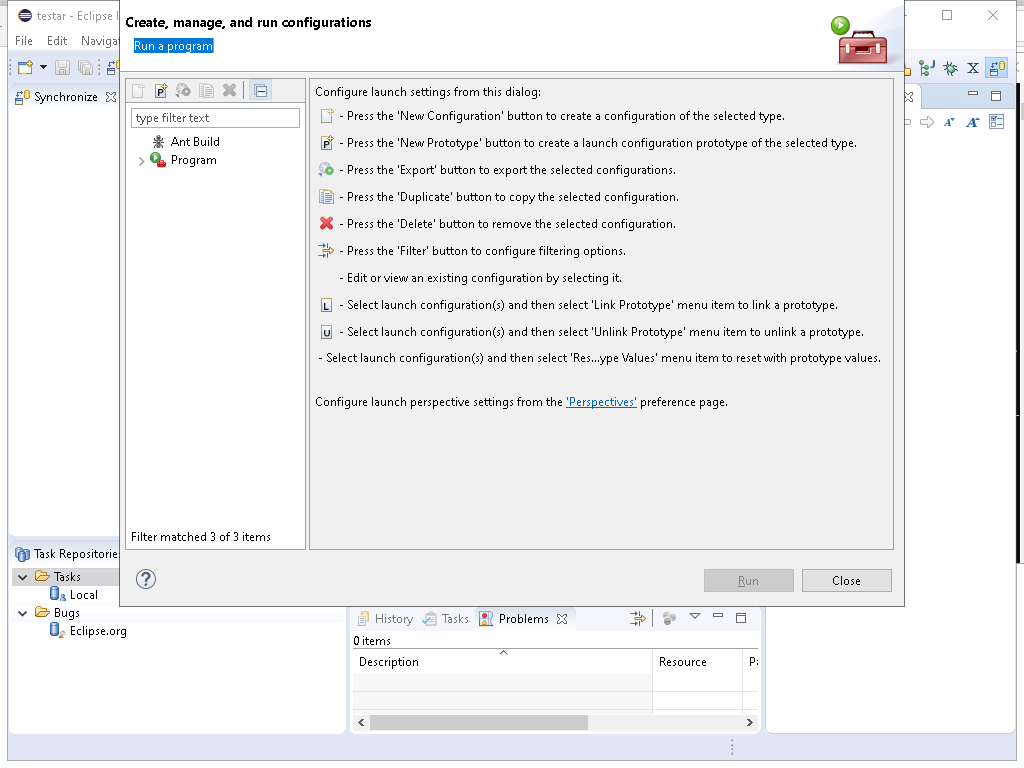 testar - Eclipse I
Create, manage, and run configurations
Run a program
File Edit Navigat
Synchronize
type filter text
Ant Build
Program
Filter matched 3 of 3 items
Configure launch settings from this dialog:
- Press the 'New Configuration' button to create a configuration of the selected type.
- Press the 'New Prototype' button to create a launch configuration prototype of the selected type.
- Press the 'Export' button to export the selected configurations.
- Press the 'Duplicate' button to copy the selected configuration.
- Press the 'Delete' button to remove the selected configuration.
- Press the 'Filter' button to configure filtering options.
- Edit or view an existing configuration by selecting it.
L - Select launch configuration(s) and then select 'Link Prototype' menu item to link a prototype.
U - Select launch configuration(s) and then select 'Unlink Prototype' menu item to unlink a prototype.
- Select launch configuration(s) and then select 'Res...ype Values' menu item to reset with prototype values.
Configure launch perspective settings from the 'Perspectives' preference page.
Run Close
Task Repositorie
Tasks
Local
Bugs
Eclipse.org
History Tasks Problems
0 items
Description Resource Pa